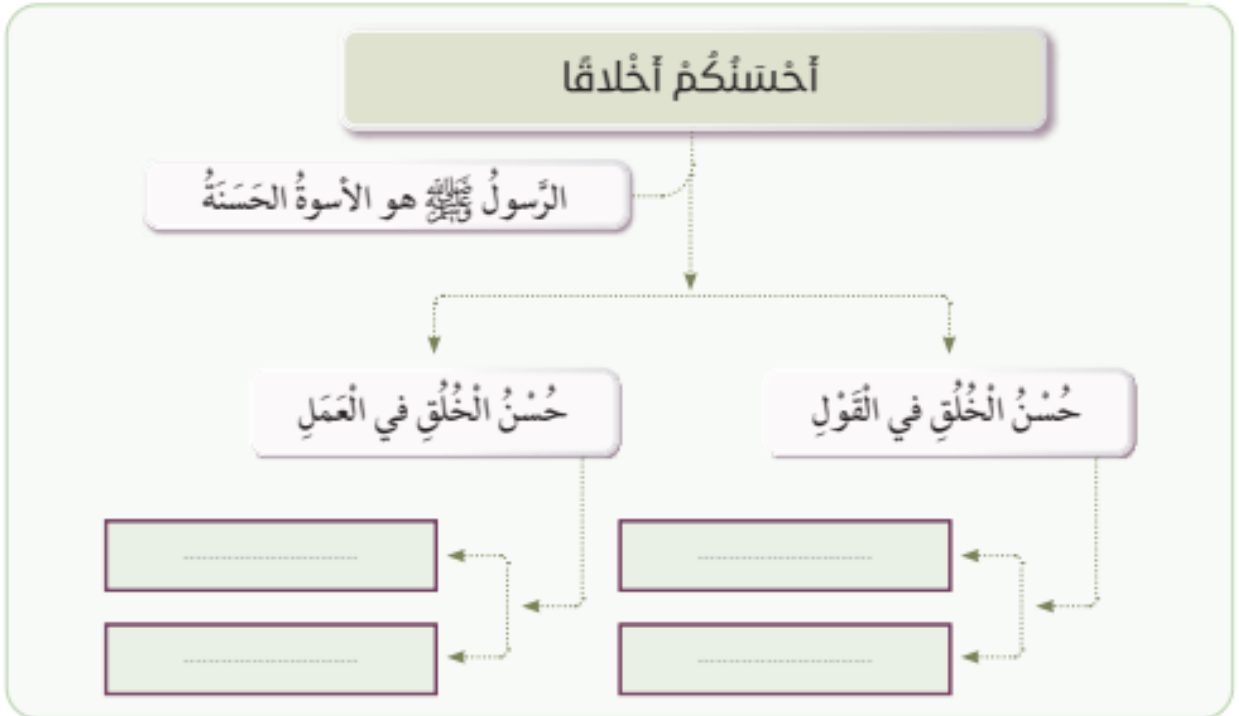 أَحْسَنُكُمْ أَخْلاقًا
الرَّسولُ ﷺ هو الأسوةُ الحَسَنَةُ
حُسْنُ الْخُلُقِ في الْقَوْلِ
حُسْنُ الْخُلُقِ في الْعَمَلِ